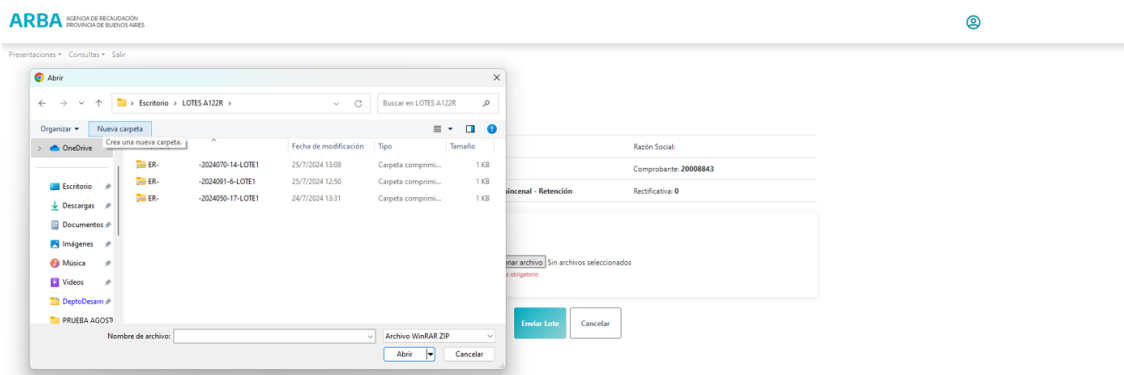 ARBA AGENCIA DE RECAUDACIÓN
PROVINCIA DE BUENOS AIRES
Presentaciones Consultas Salir
Abrir
Escritorio > LOTES A122R >
Buscar en LOTES A122R
Organizar Nueva carpeta
Crea una nueva carpeta.
Fecha de modificación Tipo Tamaño
OneDrive
ER- -2024070-14-LOTE1 25/7/2024 13:08 Carpeta comprimi... 1 KB
ER- -2024091-6-LOTE1 25/7/2024 12:50 Carpeta comprimi... 1 KB
ER- -2024050-17-LOTE1 24/7/2024 13:31 Carpeta comprimi... 1 KB
Escritorio
Descargas
Documentos
Imágenes
Música
Videos
DeptoDesarr
PRUEBA AGOST
Nombre de archivo:
Archivo WinRAR ZIP
Abrir Cancelar
Razón Social:
Comprobante: 20008843
uincenal - Retención Rectificativa: 0
onar archivo Sin archivos seleccionados
o obligatorio
Enviar Lote Cancelar